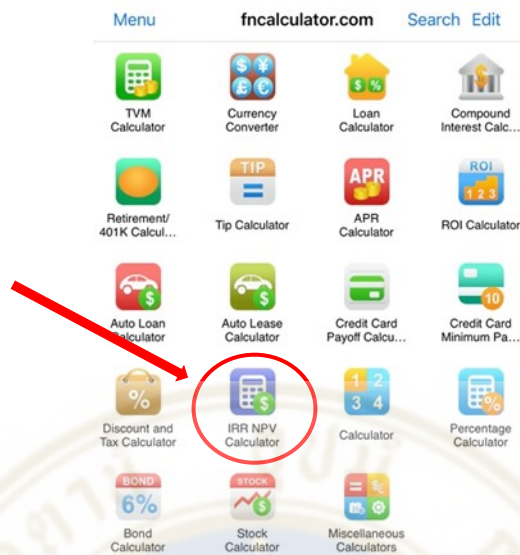 Menu fncalculator.com Search Edit
$ ¥
£ €
$ %
$
TVM
Calculator
Currency
Converter
Loan
Calculator
Compound
Interest Calc...
TIP
APR
ROI
1 2 3
Retirement/
401K Calcul...
Tip Calculator
APR
Calculator
ROI Calculator
$
$
10
Auto Loan
Calculator
Auto Lease
Calculator
Credit Card
Payoff Calcu...
Credit Card
Minimum Pa...
%
$
1 2
3 4
%
Discount and
Tax Calculator
IRR NPV
Calculator
Calculator
Percentage
Calculator
BOND
6%
STOCK
$
Bond
Calculator
Stock
Calculator
Miscellaneous
Calculators